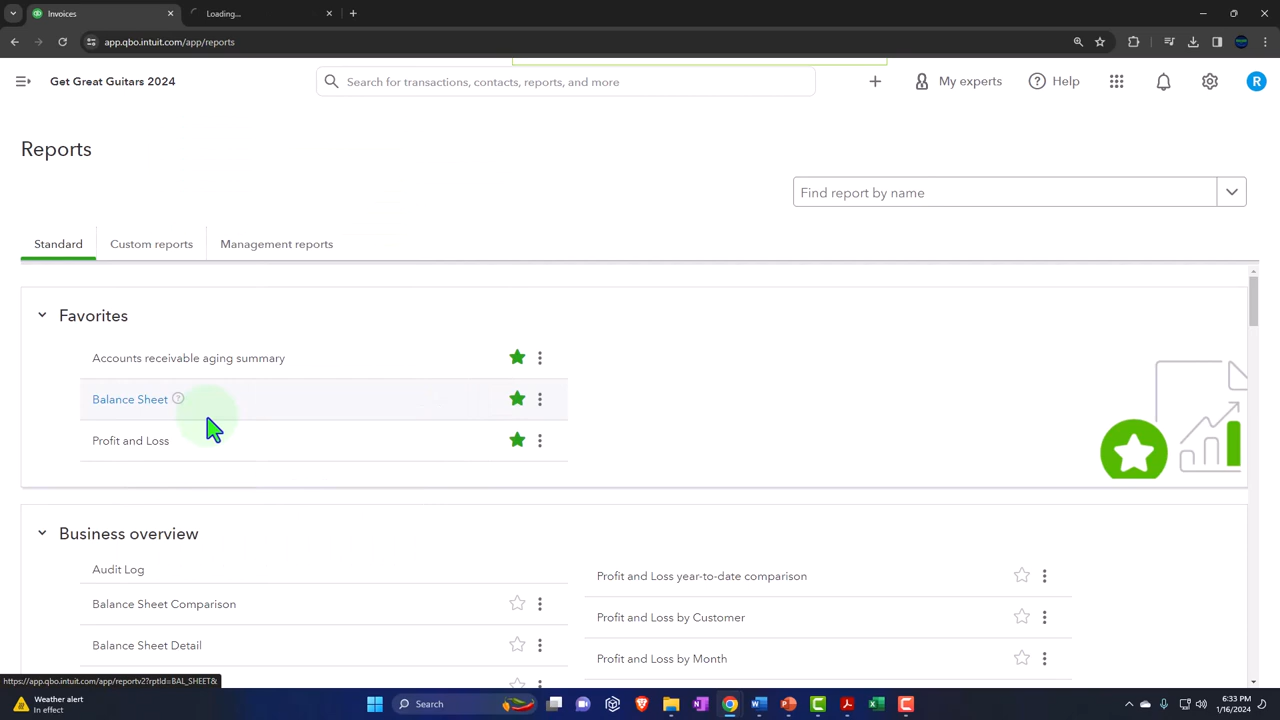 Invoices
Loading...
app.qbo.intuit.com/app/reports
Get Great Guitars 2024
Search for transactions, contacts, reports, and more
My experts
Help
R
Reports
Find report by name
Standard
Custom reports
Management reports
Favorites
Accounts receivable aging summary
Balance Sheet
Profit and Loss
Business overview
Audit Log
Profit and Loss year-to-date comparison
Balance Sheet Comparison
Profit and Loss by Customer
Balance Sheet Detail
Profit and Loss by Month
https://app.qbo.intuit.com/app/reportv2?rptId=BAL_SHEET&
Weather alert
In effect
Search
6:33 PM
1/16/2024